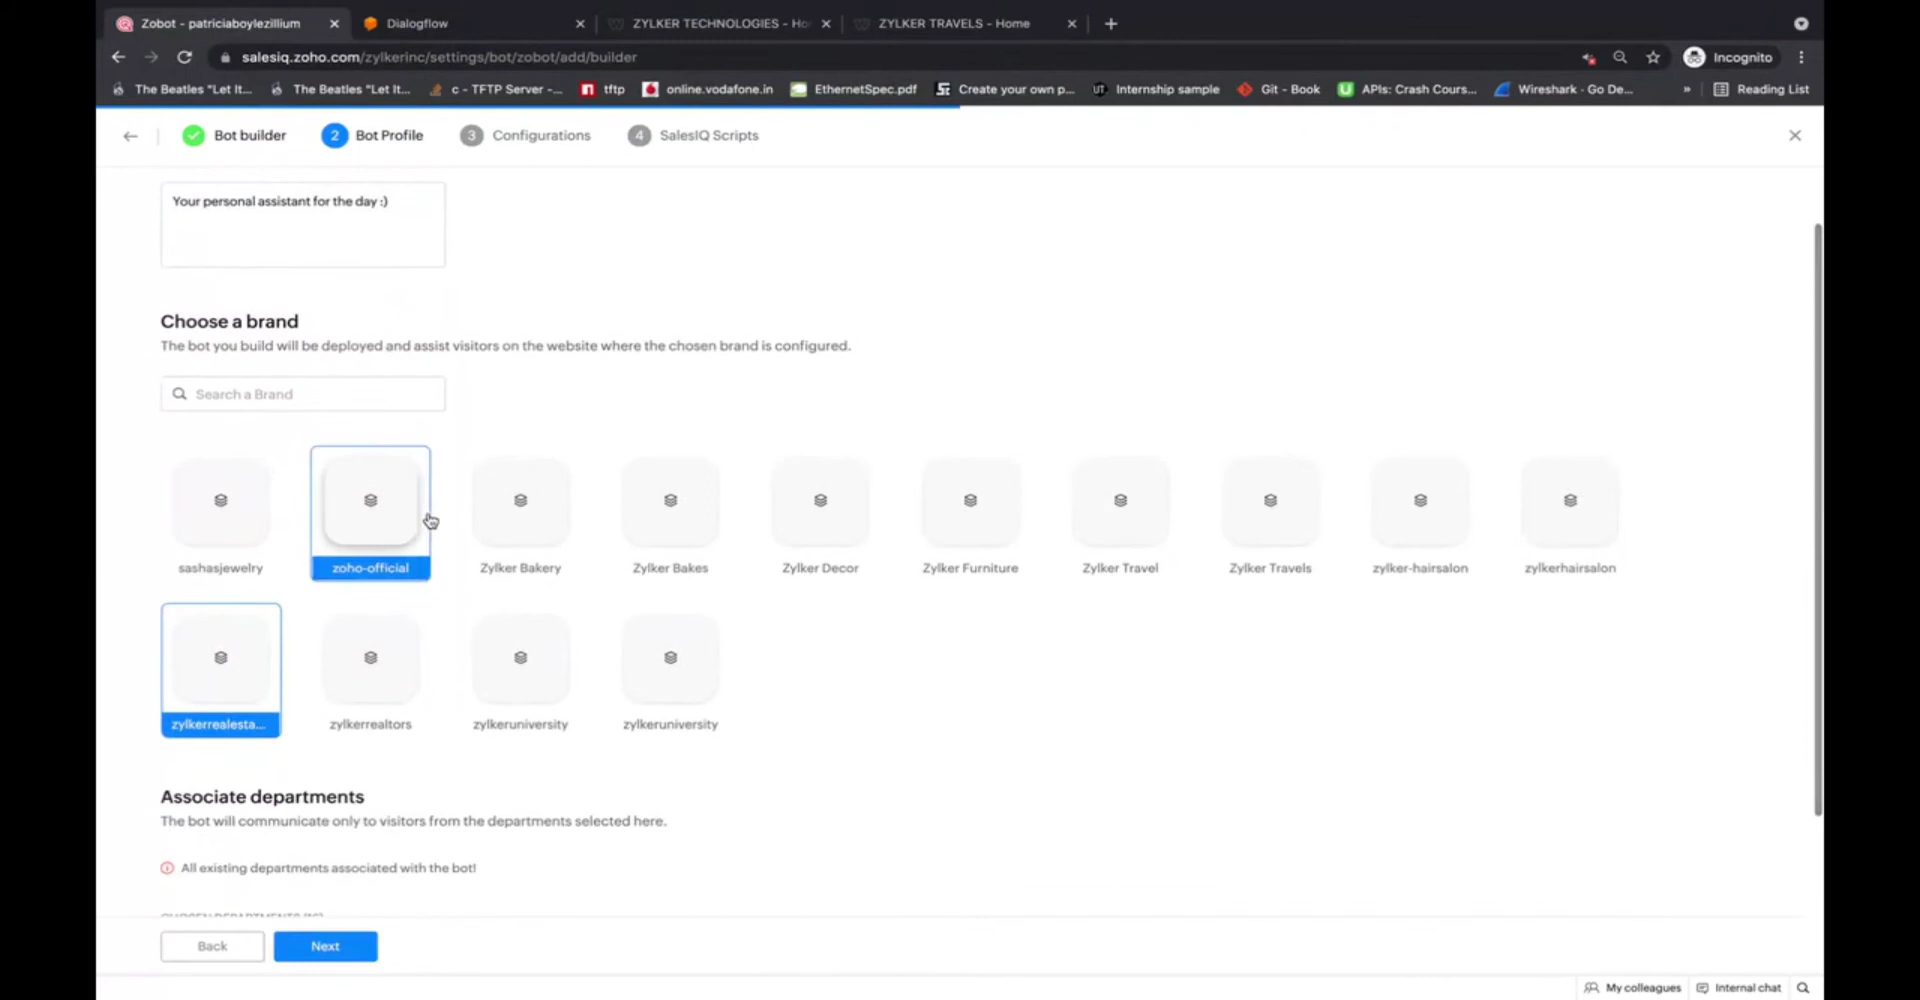 Zobot - patriciaboylezillium
Dialogflow
ZYLKER TECHNOLOGIES - Ho
ZYLKER TRAVELS - Home
salesiq.zoho.com/zylkerinc/settings/bot/zobot/add/builder
Incognito
The Beatles "Let It...
The Beatles "Let It...
c - TFTP Server -...
tftp
online.vodafone.in
EthernetSpec.pdf
Create your own p...
Internship sample
Git - Book
APIs: Crash Cours...
Wireshark · Go De...
»
Reading List
Bot builder
2 Bot Profile
3 Configurations
4 SalesIQ Scripts
Your personal assistant for the day :)
Choose a brand
The bot you build will be deployed and assist visitors on the website where the chosen brand is configured.
Search a Brand
sashasjewelry
zoho-official
Zylker Bakery
Zylker Bakes
Zylker Decor
Zylker Furniture
Zylker Travel
Zylker Travels
zylker-hairsalon
zylkerhairsalon
zylkerrealesta...
zylkerrealtors
zylkeruniversity
zylkeruniversity
Associate departments
The bot will communicate only to visitors from the departments selected here.
All existing departments associated with the bot!
Back
Next
My colleagues
Internal chat